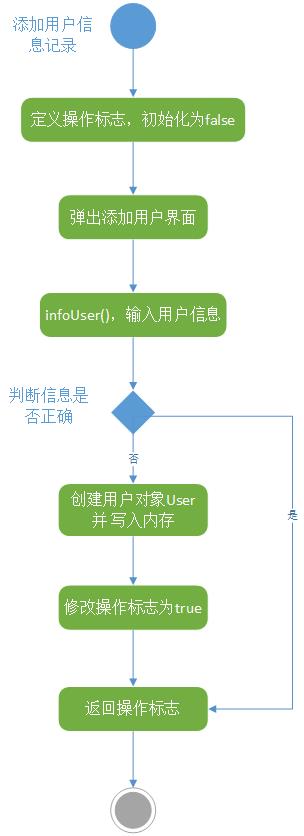 添加用户信
息记录
定义操作标志，初始化为false
弹出添加用户界面
infoUser()，输入用户信息
判断信息是
否正确
否
是
创建用户对象User
并写入内存
修改操作标志为true
返回操作标志